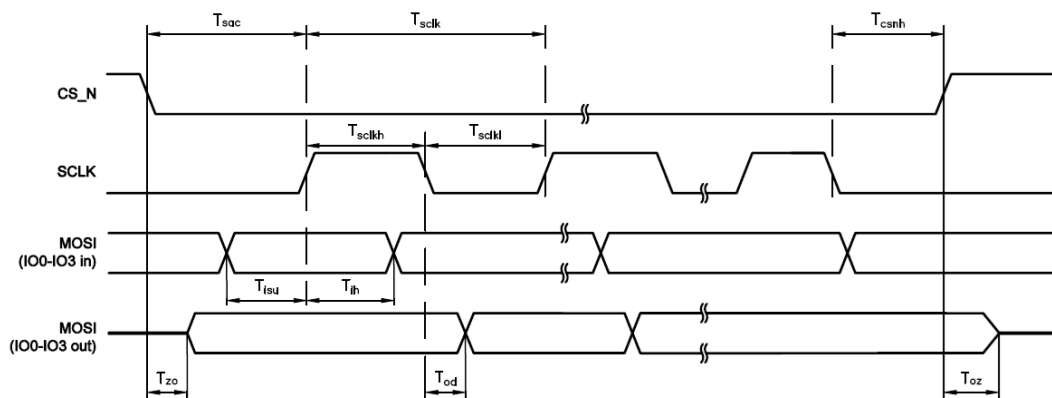 Tsac Tsclk Tcsnh
CS_N
Tsclkh Tsclkl
SCLK
MOSI
(IO0-IO3 in)
Tisu Tih
MOSI
(IO0-IO3 out)
Tzo Tod Toz